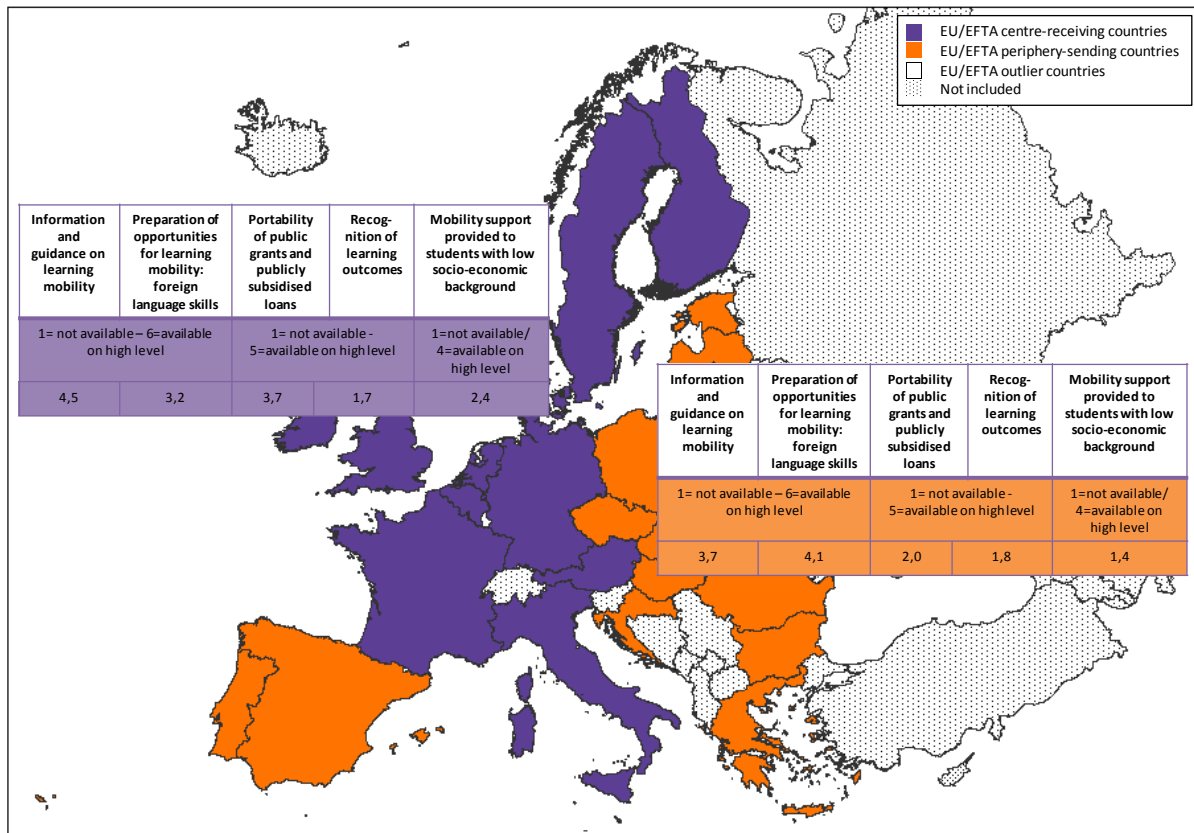 EU/EFTA centre-receiving countries
EU/EFTA periphery-sending countries
EU/EFTA outlier countries
Not included
Information
and
guidance on
learning
mobility
Preparation of
opportunities
for learning
mobility:
foreign
language skills
Portability
of public
grants and
publicly
subsidised
loans
Recog-
nition of
learning
outcomes
Mobility support
provided to
students with low
socio-economic
background
1= not available – 6=available
on high level
1= not available -
5=available on high level
1=not available/
4=available on
high level
4,5
3,2
3,7
1,7
2,4
Information
and
guidance on
learning
mobility
Preparation of
opportunities
for learning
mobility:
foreign
language skills
Portability
of public
grants and
publicly
subsidised
loans
Recog-
nition of
learning
outcomes
Mobility support
provided to
students with low
socio-economic
background
1= not available – 6=available
on high level
1= not available -
5=available on high level
1=not available/
4=available on
high level
3,7
4,1
2,0
1,8
1,4